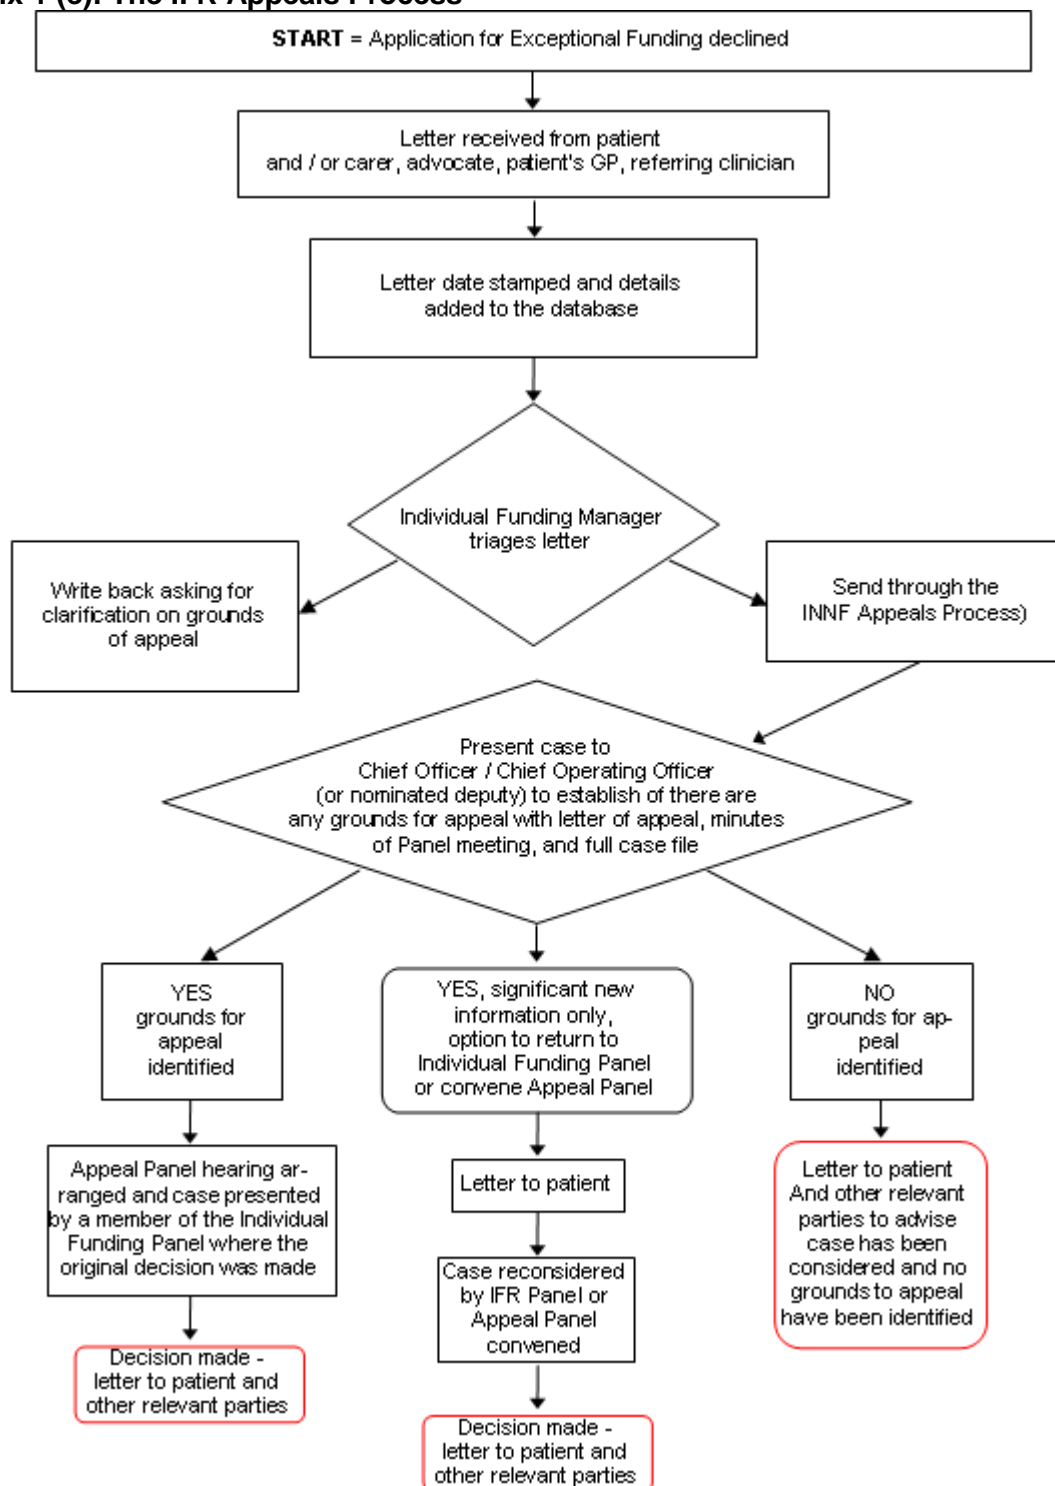 START = Application for Exceptional Funding declined
Letter received from patient
and / or carer, advocate, patient's GP, referring clinician
Letter date stamped and details
added to the database
Individual Funding Manager
triages letter
Write back asking for
clarification on grounds
of appeal
Send through the
INNF Appeals Process)
Present case to
Chief Officer / Chief Operating Officer
(or nominated deputy) to establish of there are
any grounds for appeal with letter of appeal, minutes
of Panel meeting, and full case file
YES
grounds for
appeal
identified
YES, significant new
information only,
option to return to
Individual Funding Panel
or convene Appeal Panel
NO
grounds for ap-
peal
identified
Appeal Panel hearing ar-
ranged and case presented
by a member of the Individual
Funding Panel where the
original decision was made
Letter to patient
Letter to patient
And other relevant
parties to advise
case has been
considered and no
grounds to appeal
have been identified
Case reconsidered
by IFR Panel or
Appeal Panel
convened
Decision made -
letter to patient and
other relevant parties
Decision made -
letter to patient and
other relevant parties